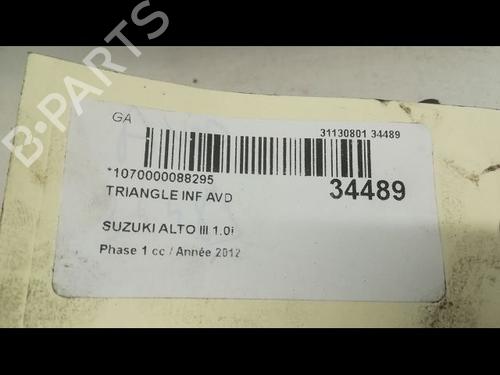 GA
31130801 34489
*1070000088295
34489
TRIANGLE INF AVD
SUZUKI ALTO III 1.0i
Phase 1 cc / Année 2012
B-PARTS